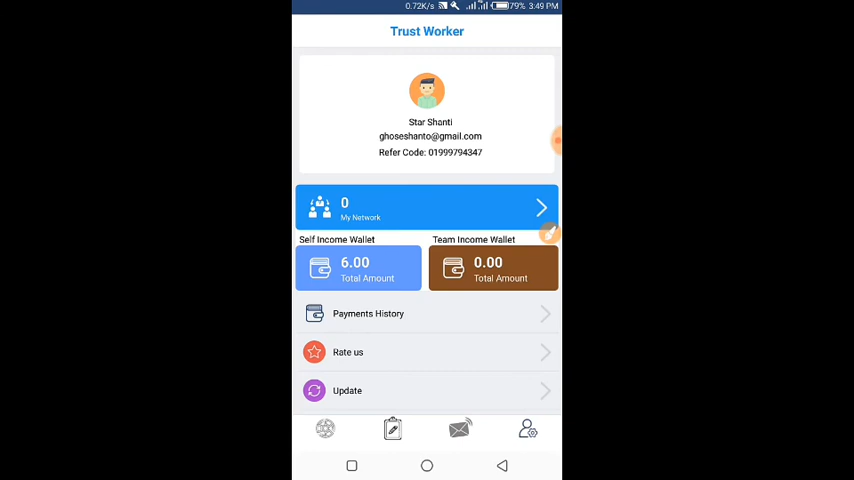 0.72K/s 79% 3:49 PM
Trust Worker
Star Shanti
ghoseshanto@gmail.com
Refer Code: 01999794347
0
My Network
Self Income Wallet Team Income Wallet
6.00 0.00
Total Amount Total Amount
Payments History
Rate us
Update